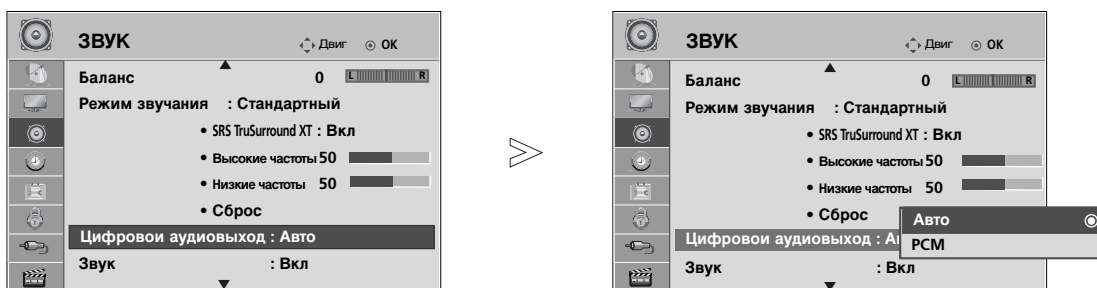 ЗВУК Двиг OK
Баланс 0 L R
Режим звучания : Стандартный
• SRS TruSurround XT : Вкл
• Высокие частоты 50
• Низкие частоты 50
• Сброс
Цифровои аудиовыход : Авто
Звук : Вкл
ЗВУК Двиг OK
Баланс 0 L R
Режим звучания : Стандартный
• SRS TruSurround XT : Вкл
• Высокие частоты 50
• Низкие частоты 50
• Сброс
Цифровои аудиовыход : Ав
Авто
PCM
Звук : Вкл